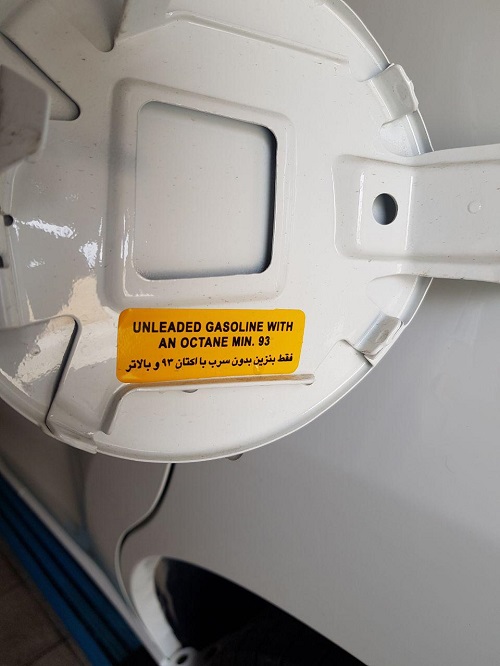 UNLEADED GASOLINE WITH
AN OCTANE MIN. 93
فقط بنزین بدون سرب با اکتان ۹۳ و بالاتر